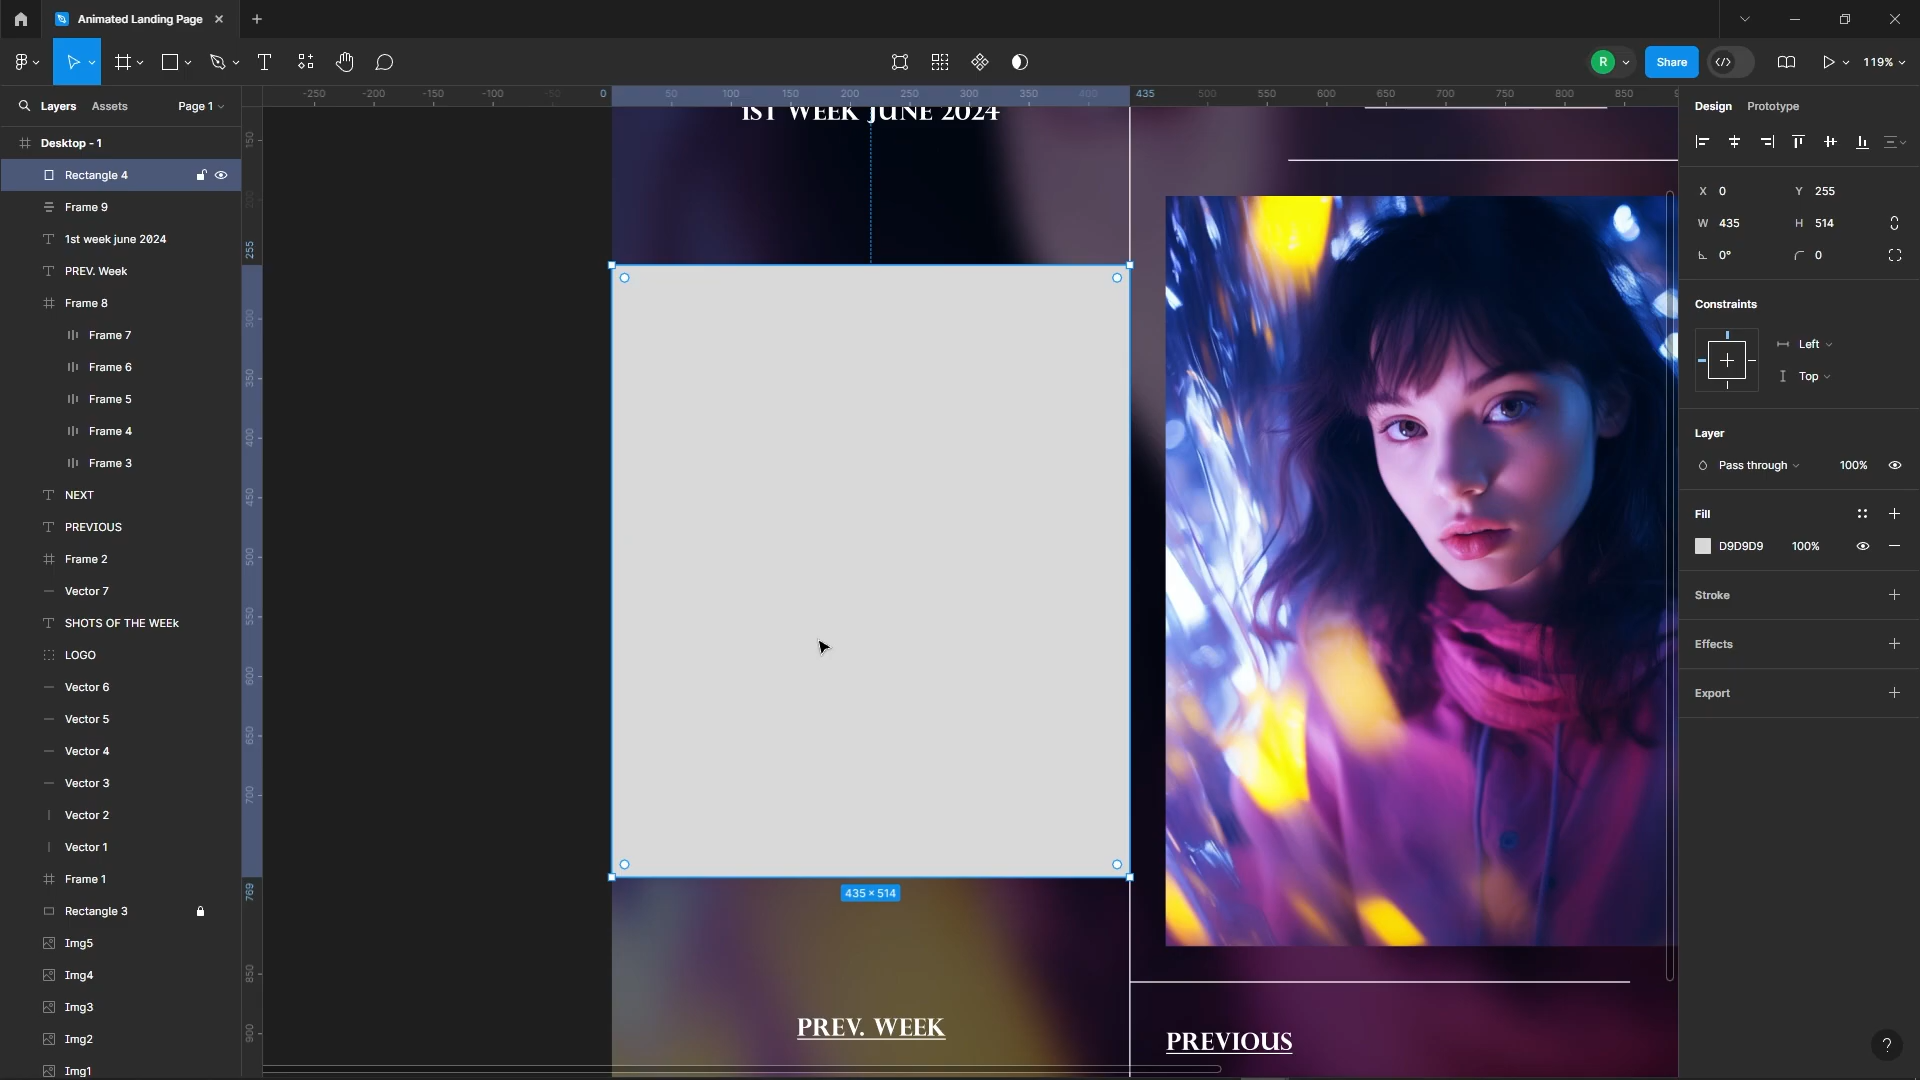 Animated Landing Page
R
Share
119%
Layers
Assets
Page 1
Design
Prototype
-250
-200
-150
-100
-50
0
50
100
150
200
250
300
350
400
435
500
550
600
650
700
750
800
850
150
200
255
300
350
400
450
500
550
600
650
700
769
850
900
Desktop - 1
Rectangle 4
Frame 9
1st week june 2024
PREV. Week
Frame 8
Frame 7
Frame 6
Frame 5
Frame 4
Frame 3
NEXT
PREVIOUS
Frame 2
Vector 7
SHOTS OF THE WEEk
LOGO
Vector 6
Vector 5
Vector 4
Vector 3
Vector 2
Vector 1
Frame 1
Rectangle 3
Img5
Img4
Img3
Img2
Img1
1ST WEEK JUNE 2024
435 × 514
PREV. WEEK
PREVIOUS
X 0
Y 255
W 435
H 514
0°
0
Constraints
Left
Top
Layer
Pass through
100%
Fill
D9D9D9
100%
Stroke
Effects
Export
?